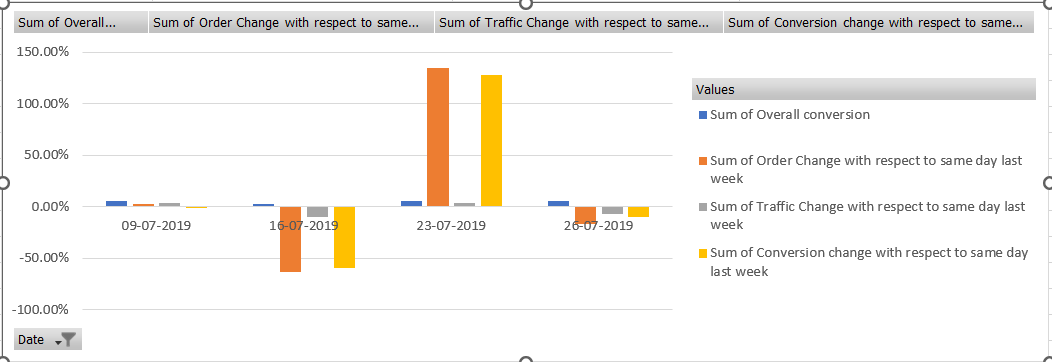 Sum of Overall...
Sum of Order Change with respect to same...
Sum of Traffic Change with respect to same...
Sum of Conversion change with respect to same...
150.00%
100.00%
50.00%
0.00%
-50.00%
-100.00%
09-07-2019
16-07-2019
23-07-2019
26-07-2019
Values
Sum of Overall conversion
Sum of Order Change with respect to same day last
week
Sum of Traffic Change with respect to same day last
week
Sum of Conversion change with respect to same day
last week
Date